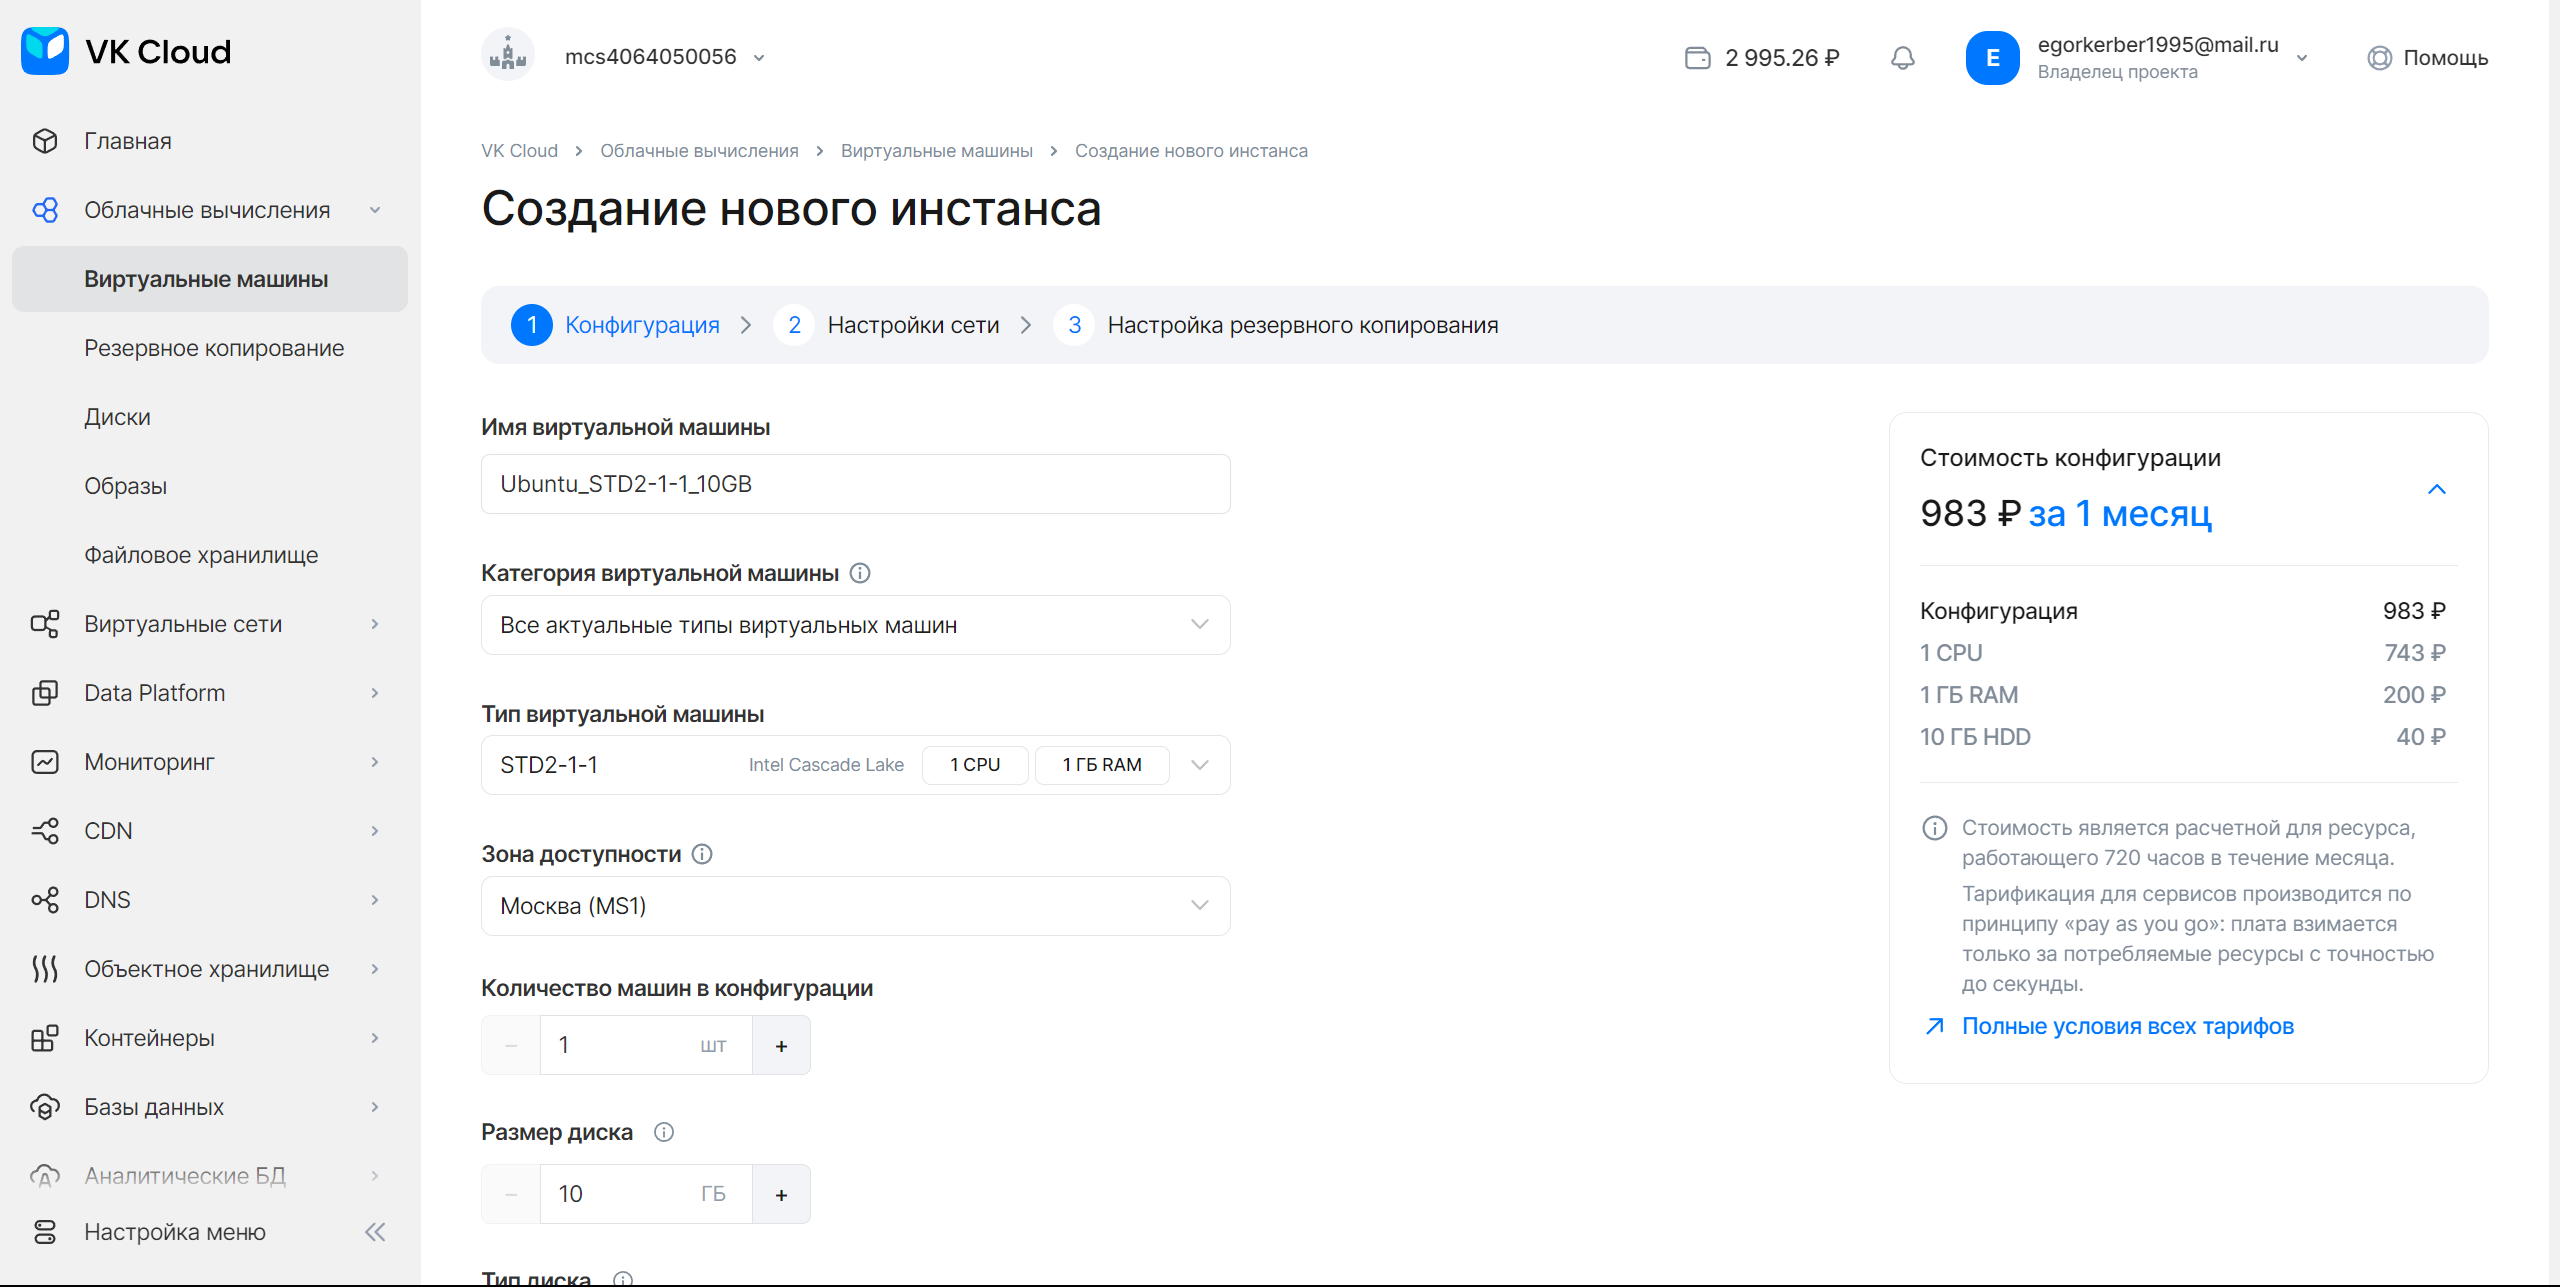 VK Cloud
Главная
Облачные вычисления
Виртуальные машины
Резервное копирование
Диски
Образы
Файловое хранилище
Виртуальные сети
Data Platform
Мониторинг
CDN
DNS
Объектное хранилище
Контейнеры
Базы данных
Аналитические БД
Настройка меню
mcs4064050056
2 995.26 ₽
E
egorkerber1995@mail.ru
Владелец проекта
Помощь
VK Cloud > Облачные вычисления > Виртуальные машины > Создание нового инстанса
Создание нового инстанса
1 Конфигурация > 2 Настройки сети > 3 Настройка резервного копирования
Имя виртуальной машины
Ubuntu_STD2-1-1_10GB
Категория виртуальной машины
Все актуальные типы виртуальных машин
Тип виртуальной машины
STD2-1-1 Intel Cascade Lake 1 CPU 1 ГБ RAM
Зона доступности
Москва (MS1)
Количество машин в конфигурации
− 1 шт +
Размер диска
− 10 ГБ +
Тип диска
Стоимость конфигурации
983 ₽ за 1 месяц
Конфигурация 983 ₽
1 CPU 743 ₽
1 ГБ RAM 200 ₽
10 ГБ HDD 40 ₽
Стоимость является расчетной для ресурса,
работающего 720 часов в течение месяца.
Тарификация для сервисов производится по
принципу «pay as you go»: плата взимается
только за потребляемые ресурсы с точностью
до секунды.
Полные условия всех тарифов